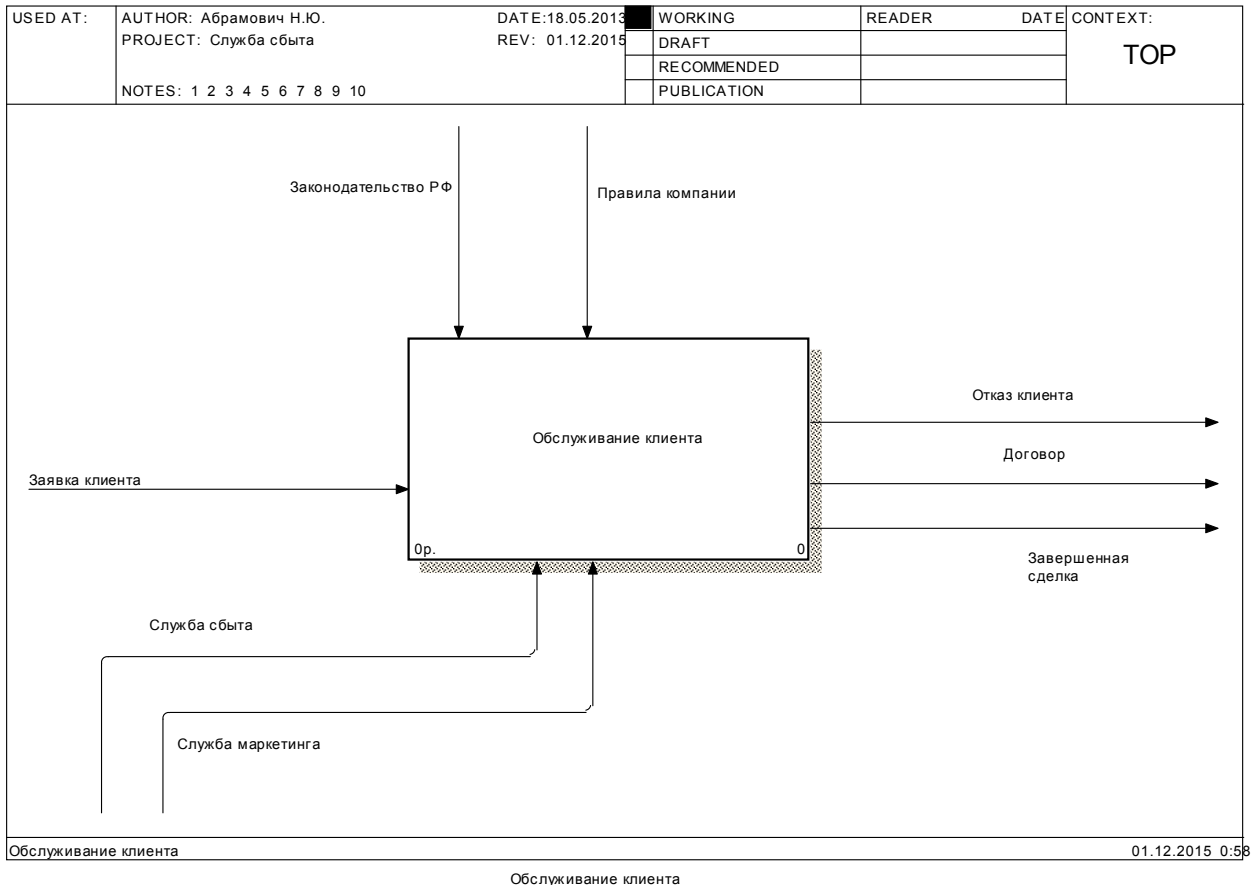 USED AT:
AUTHOR: Абрамович Н.Ю.
DATE:18.05.2013
PROJECT: Служба сбыта
REV: 01.12.2015
NOTES: 1 2 3 4 5 6 7 8 9 10
WORKING
DRAFT
RECOMMENDED
PUBLICATION
READER
DATE
CONTEXT:
TOP
Законодательство РФ
Правила компании
Отказ клиента
Обслуживание клиента
Договор
Заявка клиента
0р.
0
Завершенная
сделка
Служба сбыта
Служба маркетинга
Обслуживание клиента
01.12.2015 0:58
Обслуживание клиента